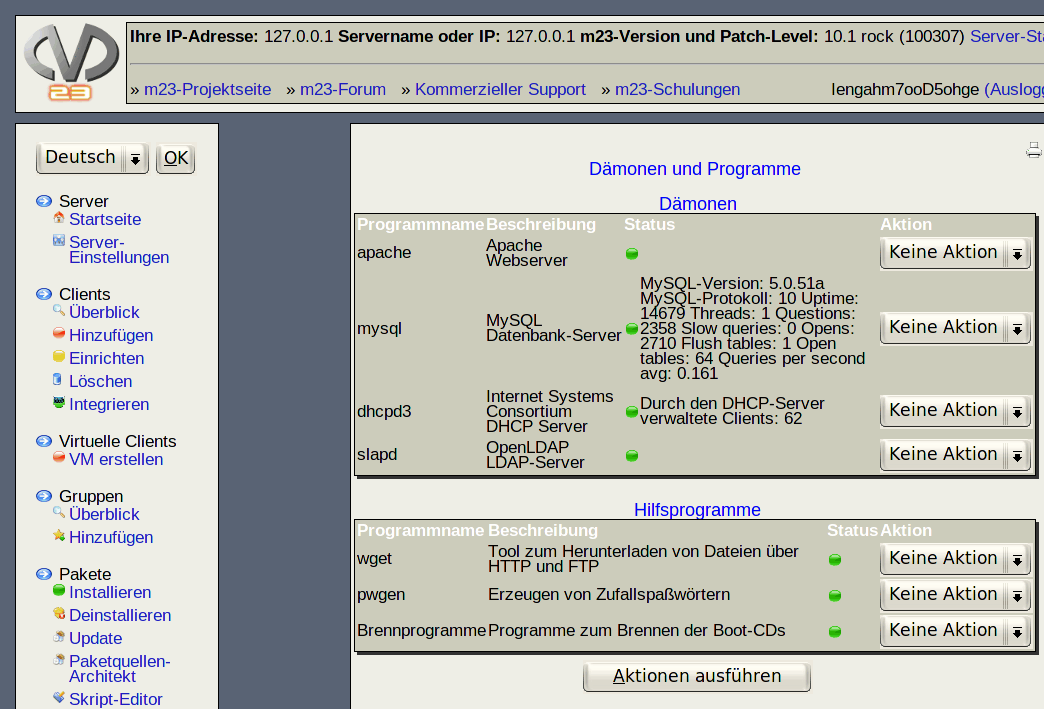 Ihre IP-Adresse: 127.0.0.1 Servername oder IP: 127.0.0.1 m23-Version und Patch-Level: 10.1 rock (100307) Server-Sta
23
» m23-Projektseite » m23-Forum » Kommerzieller Support » m23-Schulungen
Iengahm7ooD5ohge (Auslogg
Deutsch OK
Server
Startseite
Server-
Einstellungen
Clients
Überblick
Hinzufügen
Einrichten
Löschen
Integrieren
Virtuelle Clients
VM erstellen
Gruppen
Überblick
Hinzufügen
Pakete
Installieren
Deinstallieren
Update
Paketquellen-
Architekt
Skript-Editor
Dämonen und Programme
Dämonen
Programmname Beschreibung Status Aktion
apache
Apache
Webserver
Keine Aktion
mysql
MySQL
Datenbank-Server
MySQL-Version: 5.0.51a
MySQL-Protokoll: 10 Uptime:
14679 Threads: 1 Questions:
2358 Slow queries: 0 Opens:
2710 Flush tables: 1 Open
tables: 64 Queries per second
avg: 0.161
Keine Aktion
dhcpd3
Internet Systems
Consortium
DHCP Server
Durch den DHCP-Server
verwaltete Clients: 62
Keine Aktion
slapd
OpenLDAP
LDAP-Server
Keine Aktion
Hilfsprogramme
Programmname Beschreibung Status Aktion
wget
Tool zum Herunterladen von Dateien über
HTTP und FTP
Keine Aktion
pwgen Erzeugen von Zufallspaßwörtern Keine Aktion
Brennprogramme Programme zum Brennen der Boot-CDs Keine Aktion
Aktionen ausführen